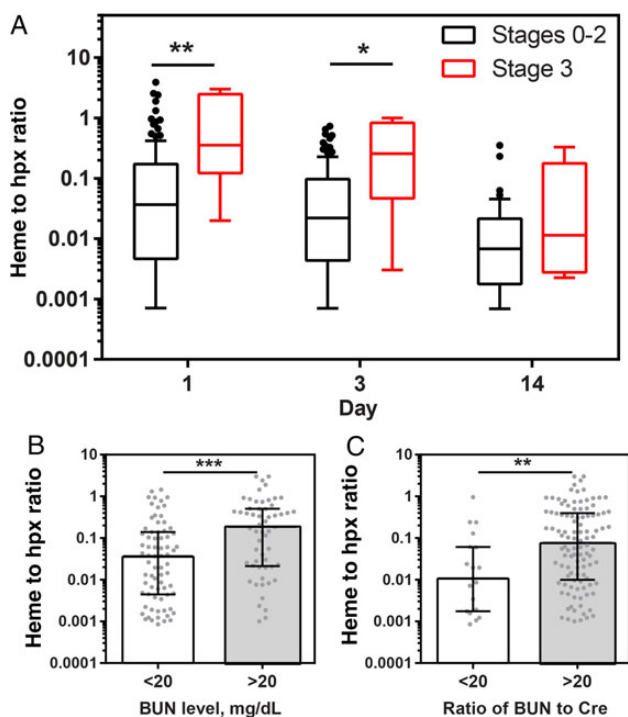 A
Stages 0-2
Stage 3
**
*
Heme to hpx ratio
10
1
0.1
0.01
0.001
0.0001
1
3
14
Day
B
***
Heme to hpx ratio
10
1
0.1
0.01
0.001
0.0001
<20
>20
BUN level, mg/dL
C
**
Heme to hpx ratio
10
1
0.1
0.01
0.001
0.0001
<20
>20
Ratio of BUN to Cre